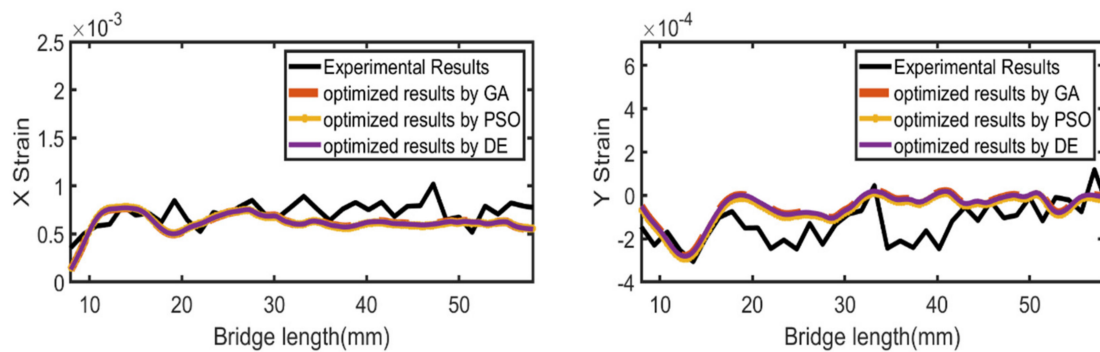 ×10⁻³
2.5
2
1.5
1
0.5
0
X Strain
Experimental Results
optimized results by GA
optimized results by PSO
optimized results by DE
10 20 30 40 50
Bridge length(mm)
×10⁻⁴
6
4
2
0
-2
-4
Y Strain
Experimental Results
optimized results by GA
optimized results by PSO
optimized results by DE
10 20 30 40 50
Bridge length(mm)